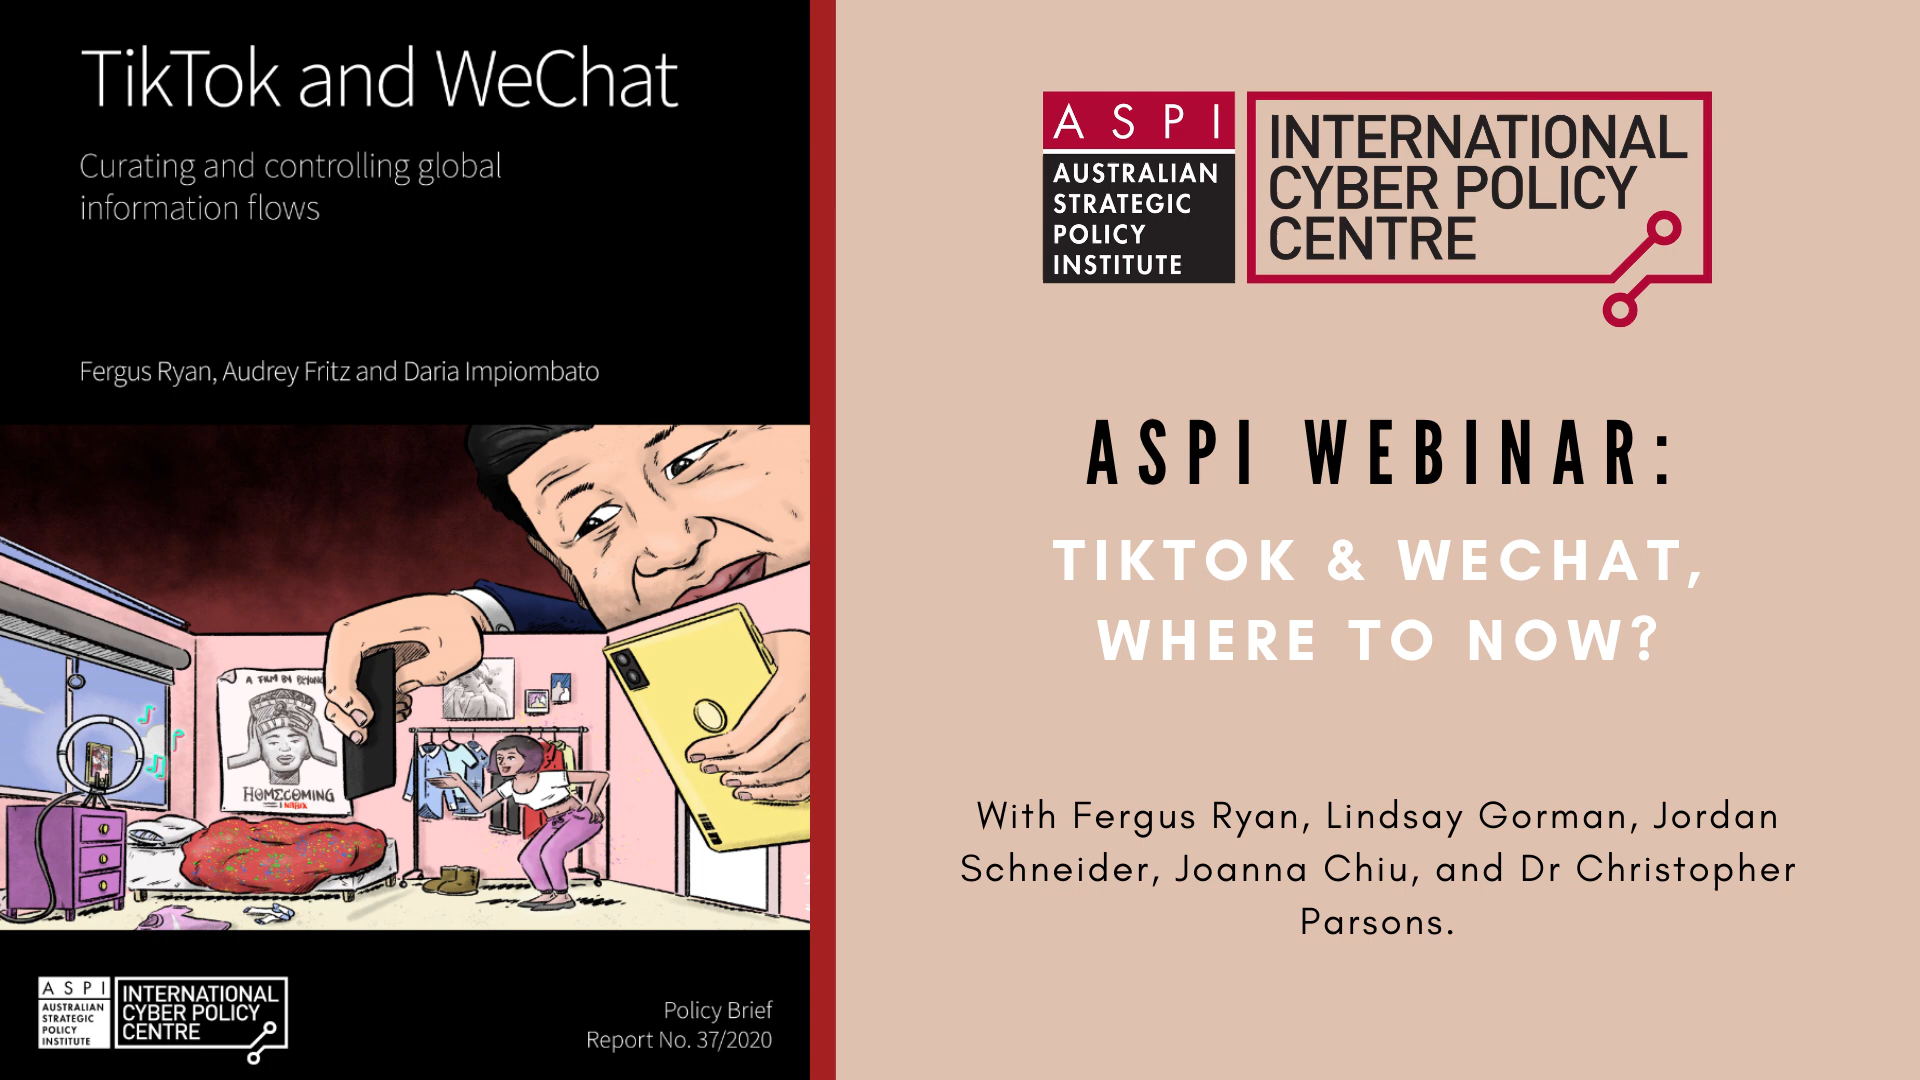 TikTok and WeChat
Curating and controlling global
information flows
Fergus Ryan, Audrey Fritz and Daria Impiombato
A FILM BY BEYONC
HOMECOMING
NETFLIX
ASPI
AUSTRALIAN
STRATEGIC
POLICY
INSTITUTE
INTERNATIONAL
CYBER POLICY
CENTRE
Policy Brief
Report No. 37/2020
ASPI
AUSTRALIAN
STRATEGIC
POLICY
INSTITUTE
INTERNATIONAL
CYBER POLICY
CENTRE
ASPI WEBINAR:
TIKTOK & WECHAT,
WHERE TO NOW?
With Fergus Ryan, Lindsay Gorman, Jordan
Schneider, Joanna Chiu, and Dr Christopher
Parsons.